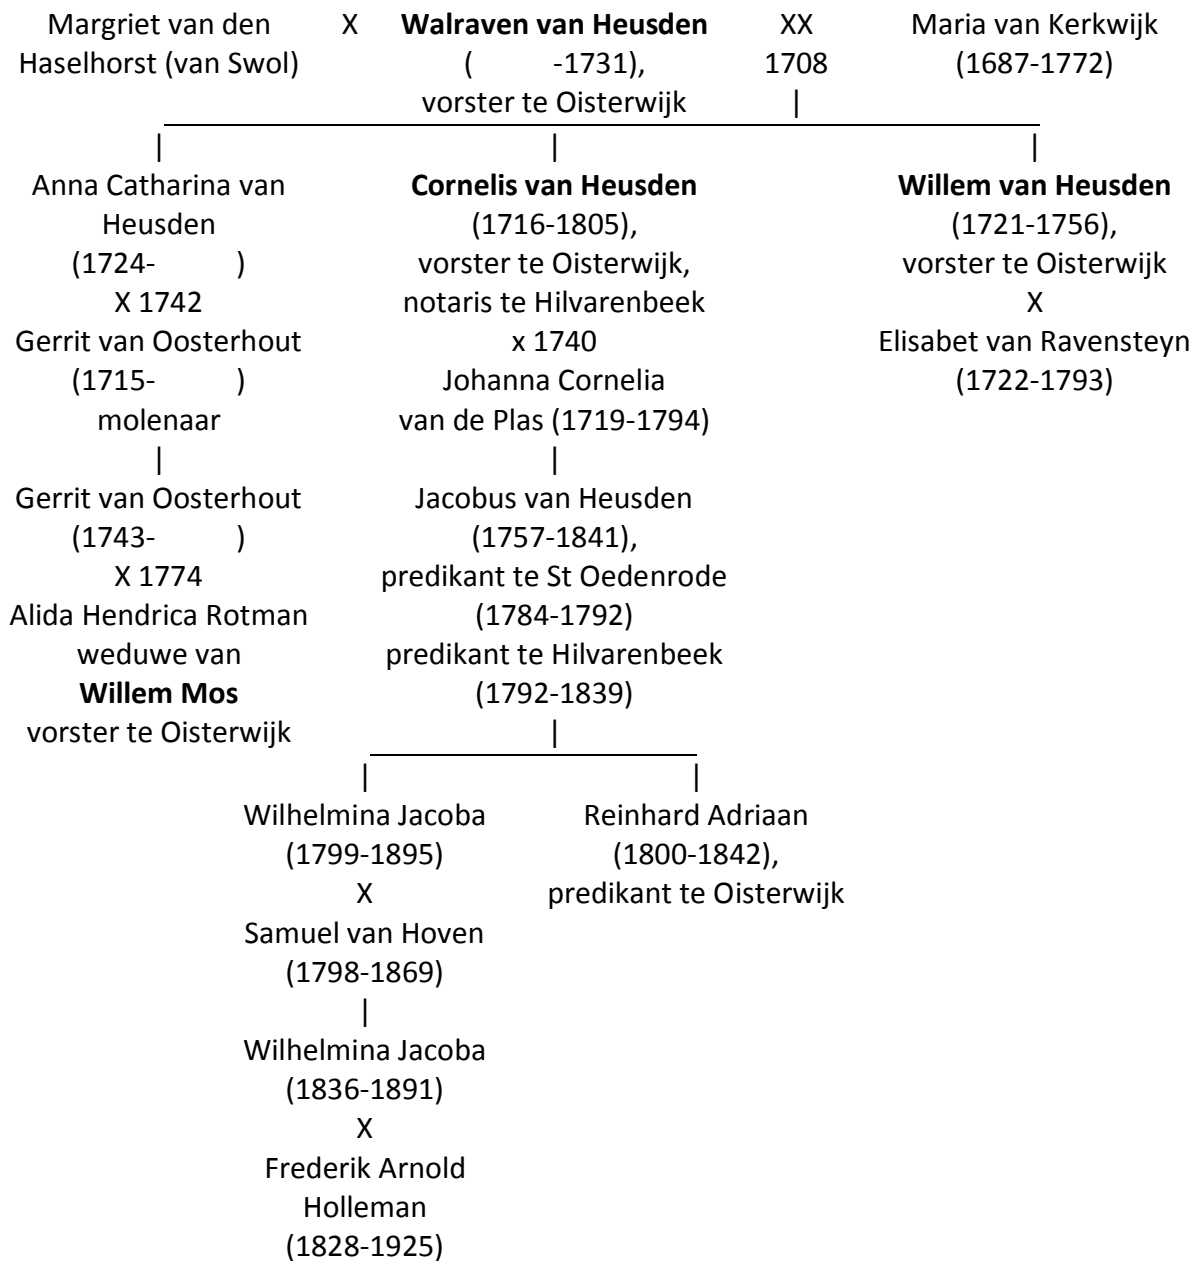 Margriet van den X Walraven van Heusden XX Maria van Kerkwijk
Haselhorst (van Swol) ( -1731), 1708 (1687-1772)
vorster te Oisterwijk |
| | |
Anna Catharina van Cornelis van Heusden Willem van Heusden
Heusden (1716-1805), (1721-1756),
(1724- ) vorster te Oisterwijk, vorster te Oisterwijk
X 1742 notaris te Hilvarenbeek X
Gerrit van Oosterhout x 1740 Elisabet van Ravensteyn
(1715- ) Johanna Cornelia (1722-1793)
molenaar van de Plas (1719-1794)
| |
Gerrit van Oosterhout Jacobus van Heusden
(1743- ) (1757-1841),
X 1774 predikant te St Oedenrode
Alida Hendrica Rotman (1784-1792)
weduwe van predikant te Hilvarenbeek
Willem Mos (1792-1839)
vorster te Oisterwijk |
| |
Wilhelmina Jacoba Reinhard Adriaan
(1799-1895) (1800-1842),
X predikant te Oisterwijk
Samuel van Hoven
(1798-1869)
|
Wilhelmina Jacoba
(1836-1891)
X
Frederik Arnold
Holleman
(1828-1925)